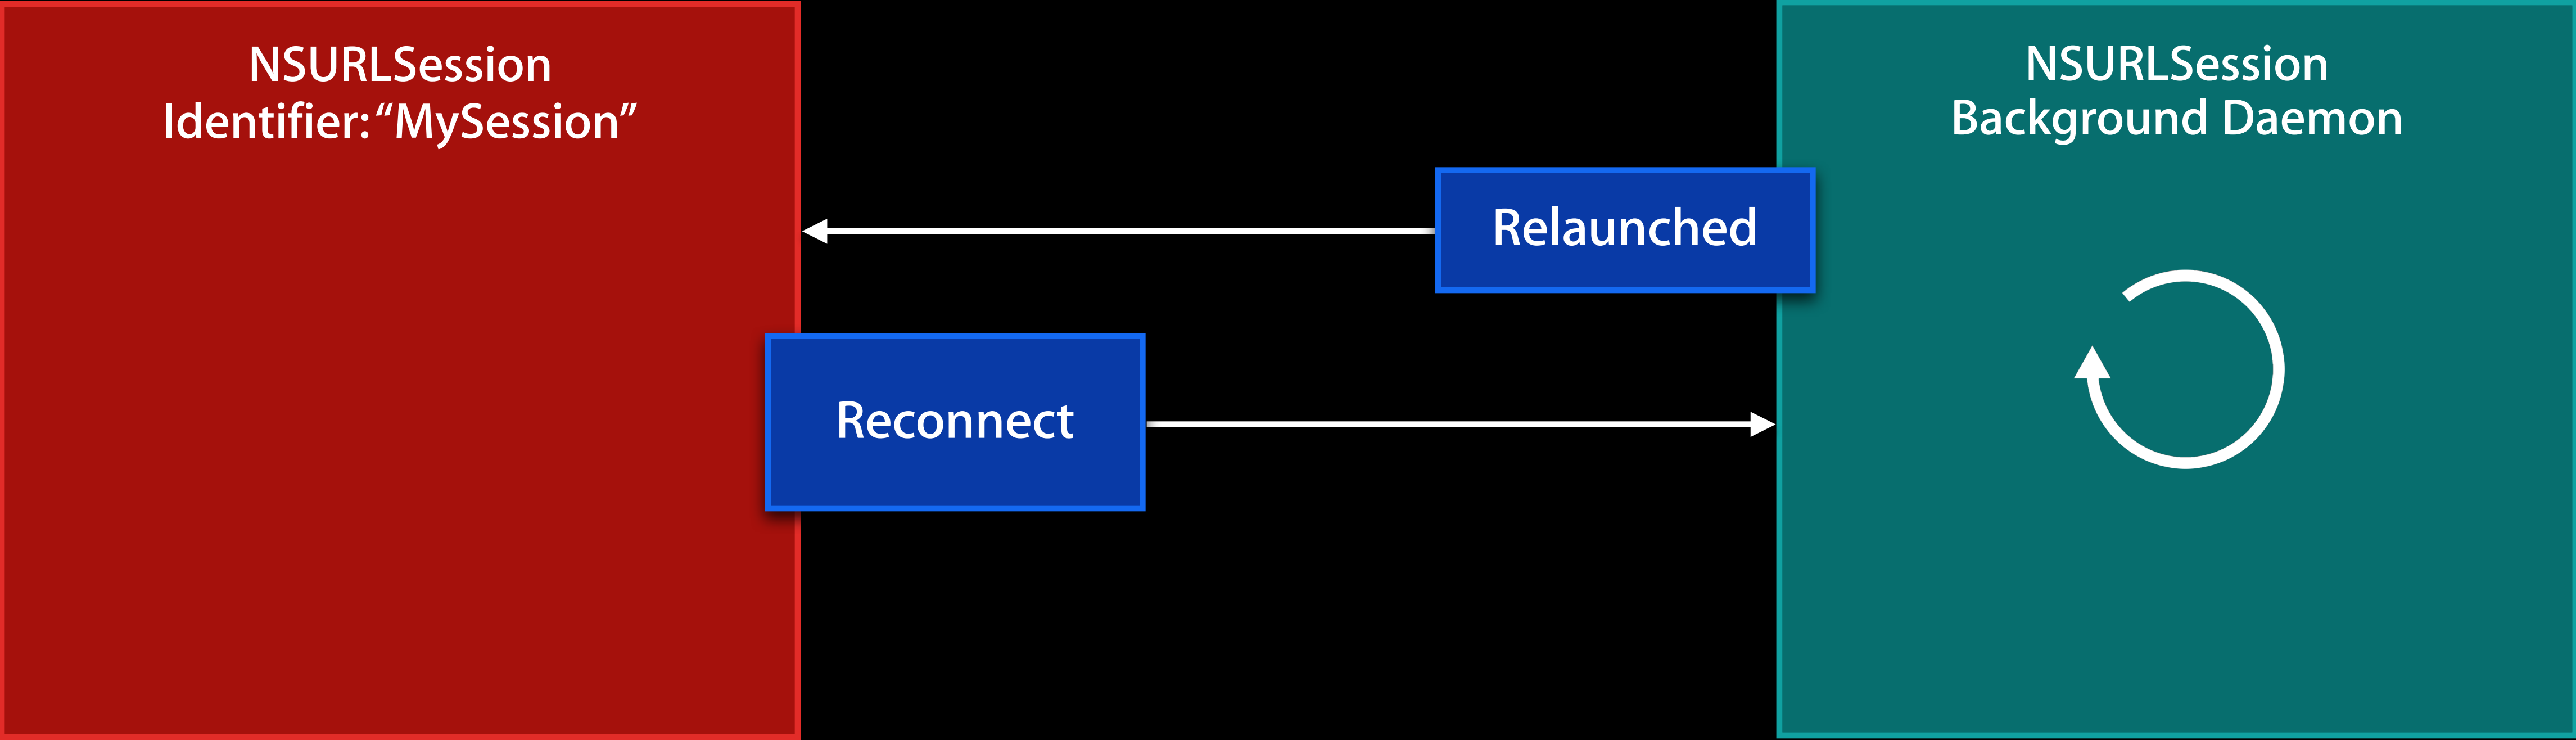 NSURLSession
Identifier: “MySession”
NSURLSession
Background Daemon
Relaunched
Reconnect